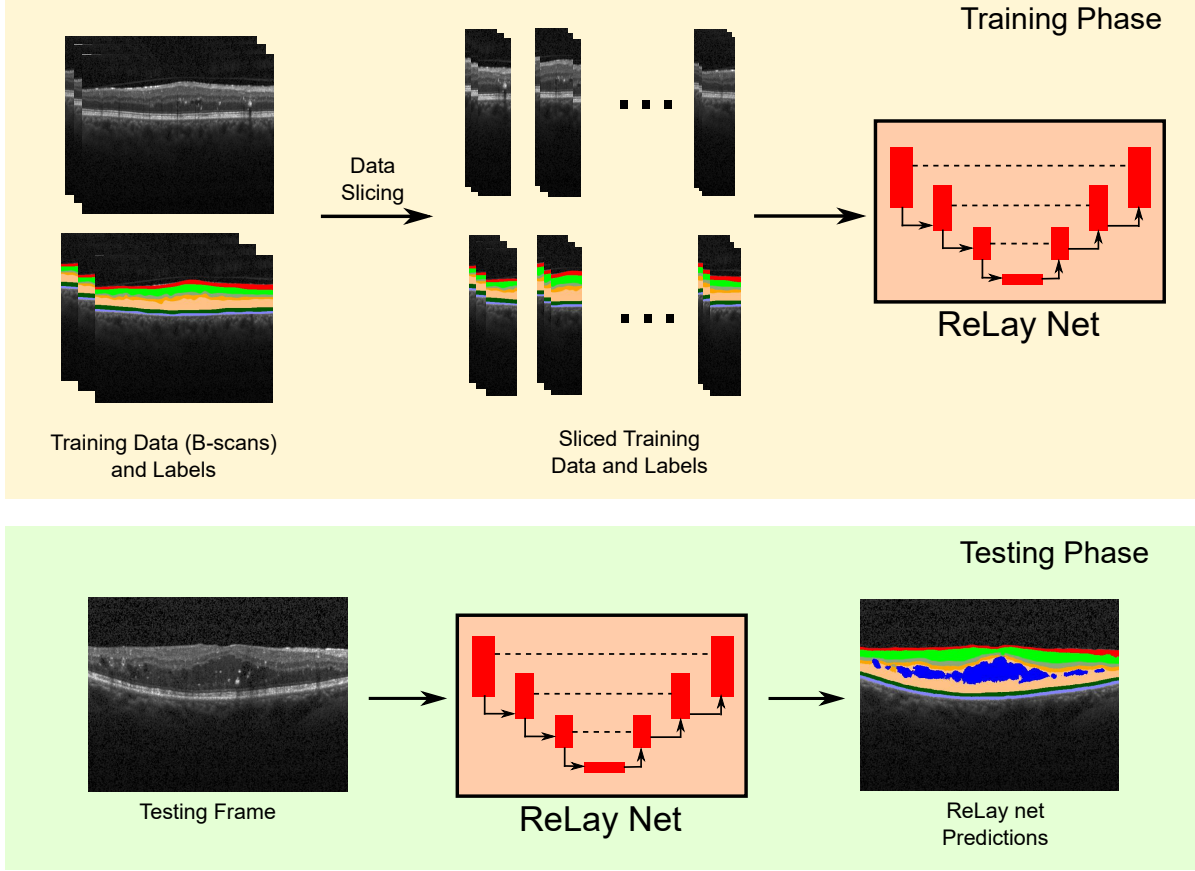 Training Phase
Data
Slicing
ReLay Net
Training Data (B-scans)
and Labels
Sliced Training
Data and Labels
Testing Phase
Testing Frame
ReLay Net
ReLay net
Predictions